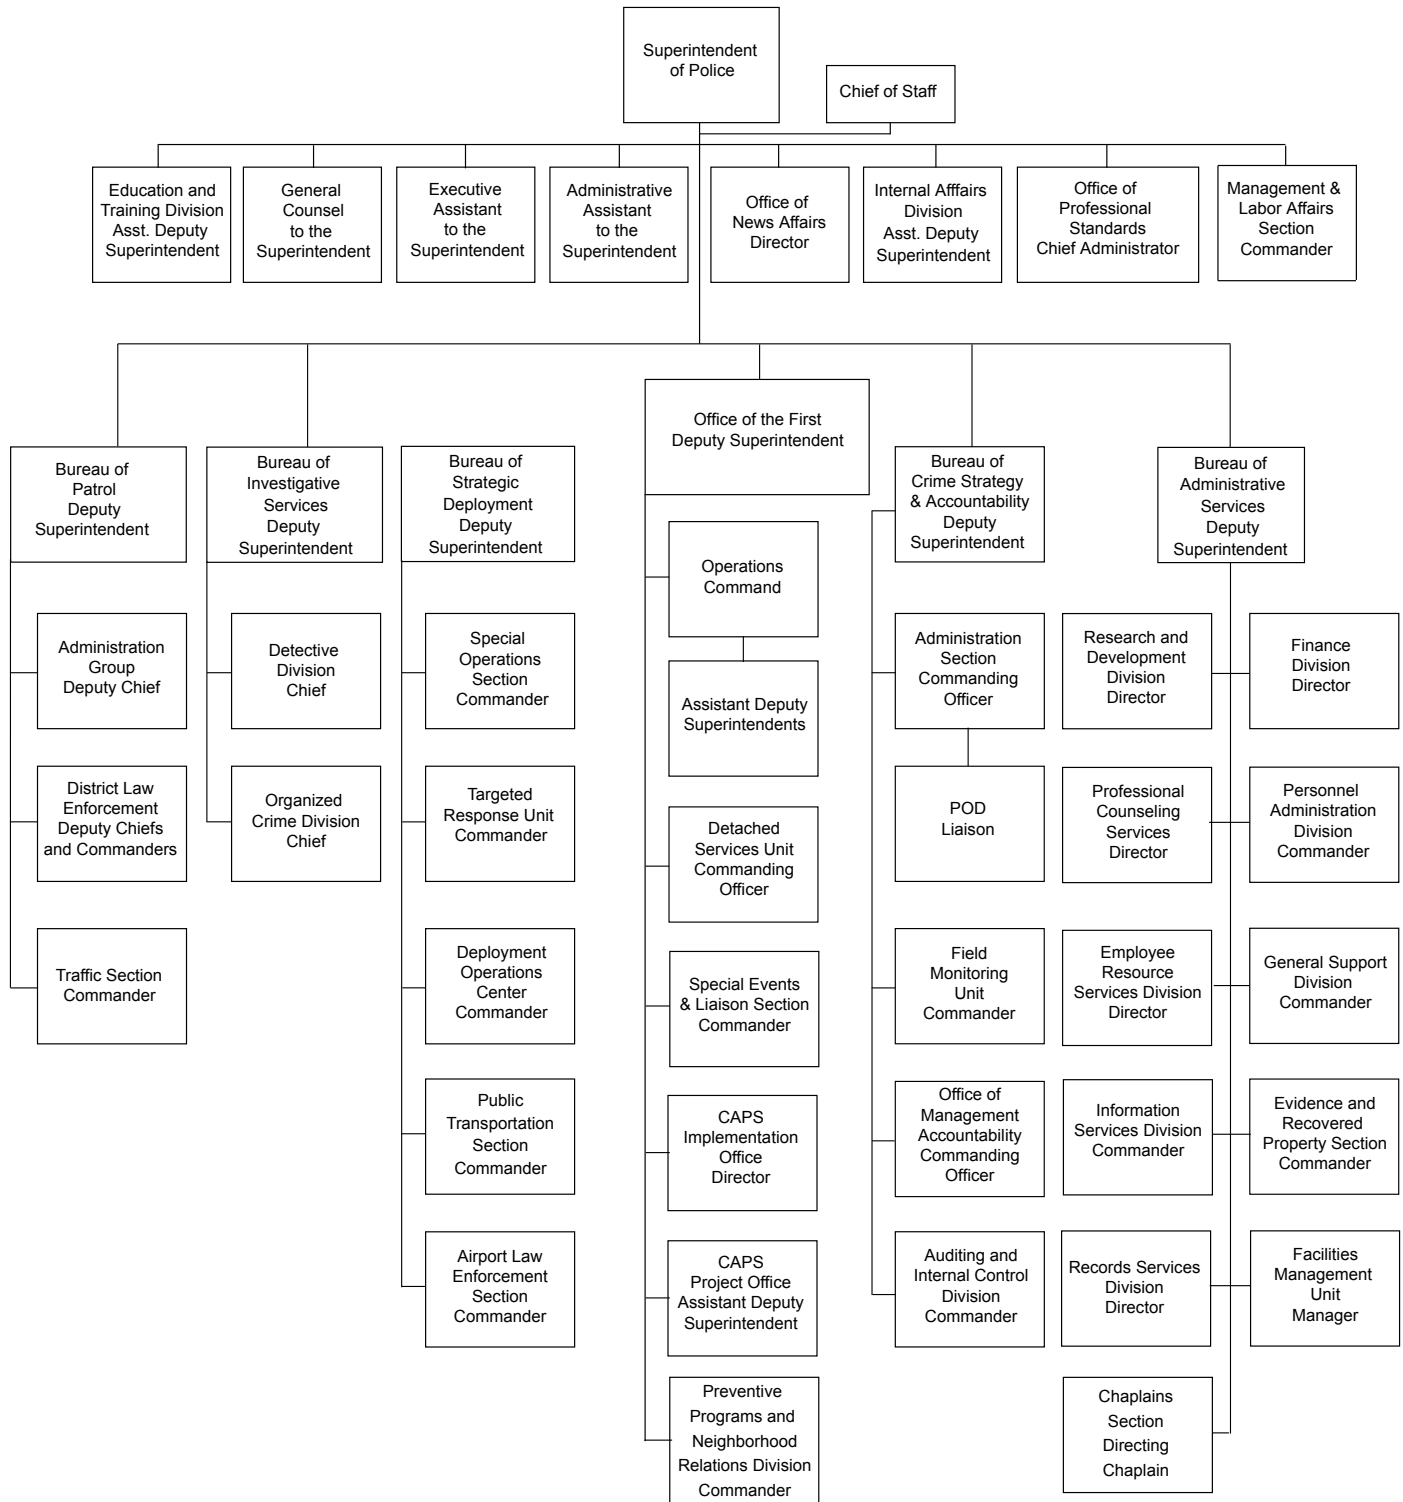 Superintendent
of Police
Chief of Staff
Education and
Training Division
Asst. Deputy
Superintendent
General
Counsel
to the
Superintendent
Executive
Assistant
to the
Superintendent
Administrative
Assistant
to the
Superintendent
Office of
News Affairs
Director
Internal Afffairs
Division
Asst. Deputy
Superintendent
Office of
Professional
Standards
Chief Administrator
Management &
Labor Affairs
Section
Commander
Office of the First
Deputy Superintendent
Bureau of
Patrol
Deputy
Superintendent
Administration
Group
Deputy Chief
District Law
Enforcement
Deputy Chiefs
and Commanders
Traffic Section
Commander
Bureau of
Investigative
Services
Deputy
Superintendent
Detective
Division
Chief
Organized
Crime Division
Chief
Bureau of
Strategic
Deployment
Deputy
Superintendent
Special
Operations
Section
Commander
Targeted
Response Unit
Commander
Deployment
Operations
Center
Commander
Public
Transportation
Section
Commander
Airport Law
Enforcement
Section
Commander
Operations
Command
Assistant Deputy
Superintendents
Detached
Services Unit
Commanding
Officer
Special Events
& Liaison Section
Commander
CAPS
Implementation
Office
Director
CAPS
Project Office
Assistant Deputy
Superintendent
Preventive
Programs and
Neighborhood
Relations Division
Commander
Bureau of
Crime Strategy
& Accountability
Deputy
Superintendent
Administration
Section
Commanding
Officer
POD
Liaison
Field
Monitoring
Unit
Commander
Office of
Management
Accountability
Commanding
Officer
Auditing and
Internal Control
Division
Commander
Bureau of
Administrative
Services
Deputy
Superintendent
Research and
Development
Division
Director
Finance
Division
Director
Professional
Counseling
Services
Director
Personnel
Administration
Division
Commander
Employee
Resource
Services Division
Director
General Support
Division
Commander
Information
Services Division
Commander
Evidence and
Recovered
Property Section
Commander
Records Services
Division
Director
Facilities
Management
Unit
Manager
Chaplains
Section
Directing
Chaplain